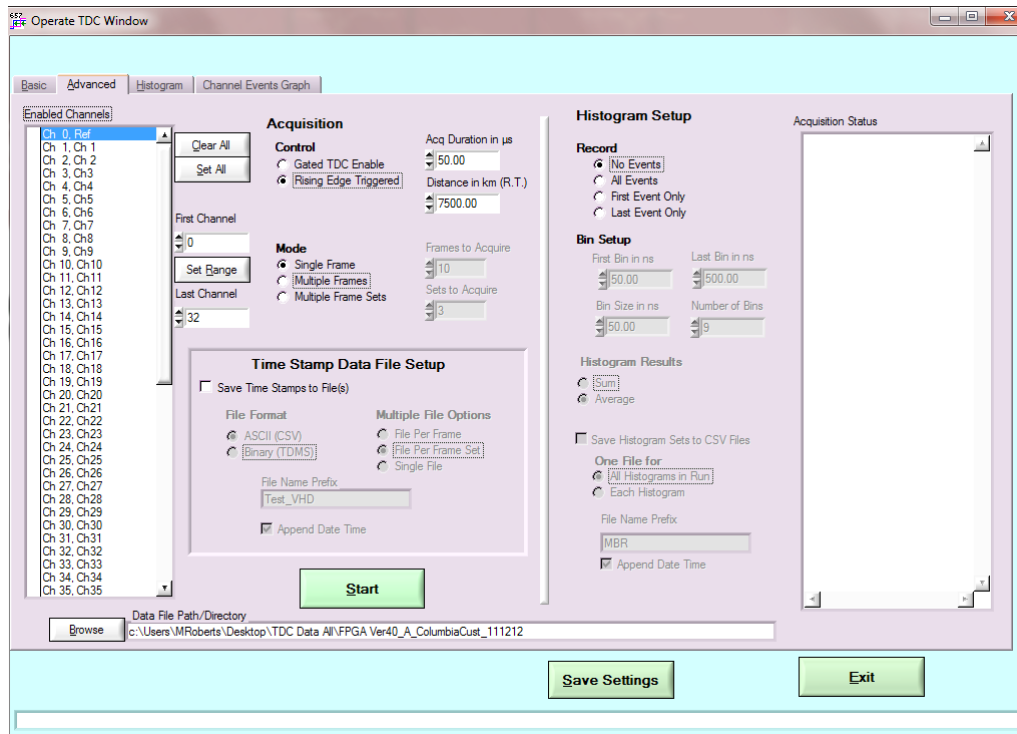 Operate TDC Window
Basic Advanced Histogram Channel Events Graph
Enabled Channels
Ch 0, Ref
Ch 1, Ch 1
Ch 2, Ch 2
Ch 3, Ch3
Ch 4, Ch4
Ch 5, Ch5
Ch 6, Ch6
Ch 7, Ch7
Ch 8, Ch8
Ch 9, Ch9
Ch 10, Ch10
Ch 11, Ch11
Ch 12, Ch12
Ch 13, Ch13
Ch 14, Ch14
Ch 15, Ch15
Ch 16, Ch16
Ch 17, Ch17
Ch 18, Ch18
Ch 19, Ch19
Ch 20, Ch20
Ch 21, Ch21
Ch 22, Ch22
Ch 23, Ch23
Ch 24, Ch24
Ch 25, Ch25
Ch 26, Ch26
Ch 27, Ch27
Ch 28, Ch28
Ch 29, Ch29
Ch 30, Ch30
Ch 31, Ch31
Ch 32, Ch32
Ch 33, Ch33
Ch 34, Ch34
Ch 35, Ch35
Clear All
Set All
First Channel
0
Set Range
Last Channel
32
Acquisition
Control
Gated TDC Enable
Rising Edge Triggered
Acq Duration in µs
50.00
Distance in km (R.T.)
7500.00
Mode
Single Frame
Multiple Frames
Multiple Frame Sets
Frames to Acquire
10
Sets to Acquire
3
Time Stamp Data File Setup
Save Time Stamps to File(s)
File Format
ASCII (CSV)
Binary (TDMS)
Multiple File Options
File Per Frame
File Per Frame Set
Single File
File Name Prefix
Test_VHD
Append Date Time
Start
Histogram Setup
Record
No Events
All Events
First Event Only
Last Event Only
Bin Setup
First Bin in ns
50.00
Last Bin in ns
500.00
Bin Size in ns
50.00
Number of Bins
9
Histogram Results
Sum
Average
Save Histogram Sets to CSV Files
One File for
All Histograms in Run
Each Histogram
File Name Prefix
MBR
Append Date Time
Acquisition Status
Data File Path/Directory
Browse
c:\Users\MRoberts\Desktop\TDC Data All\FPGA Ver40_A_ColumbiaCust_111212
Save Settings
Exit